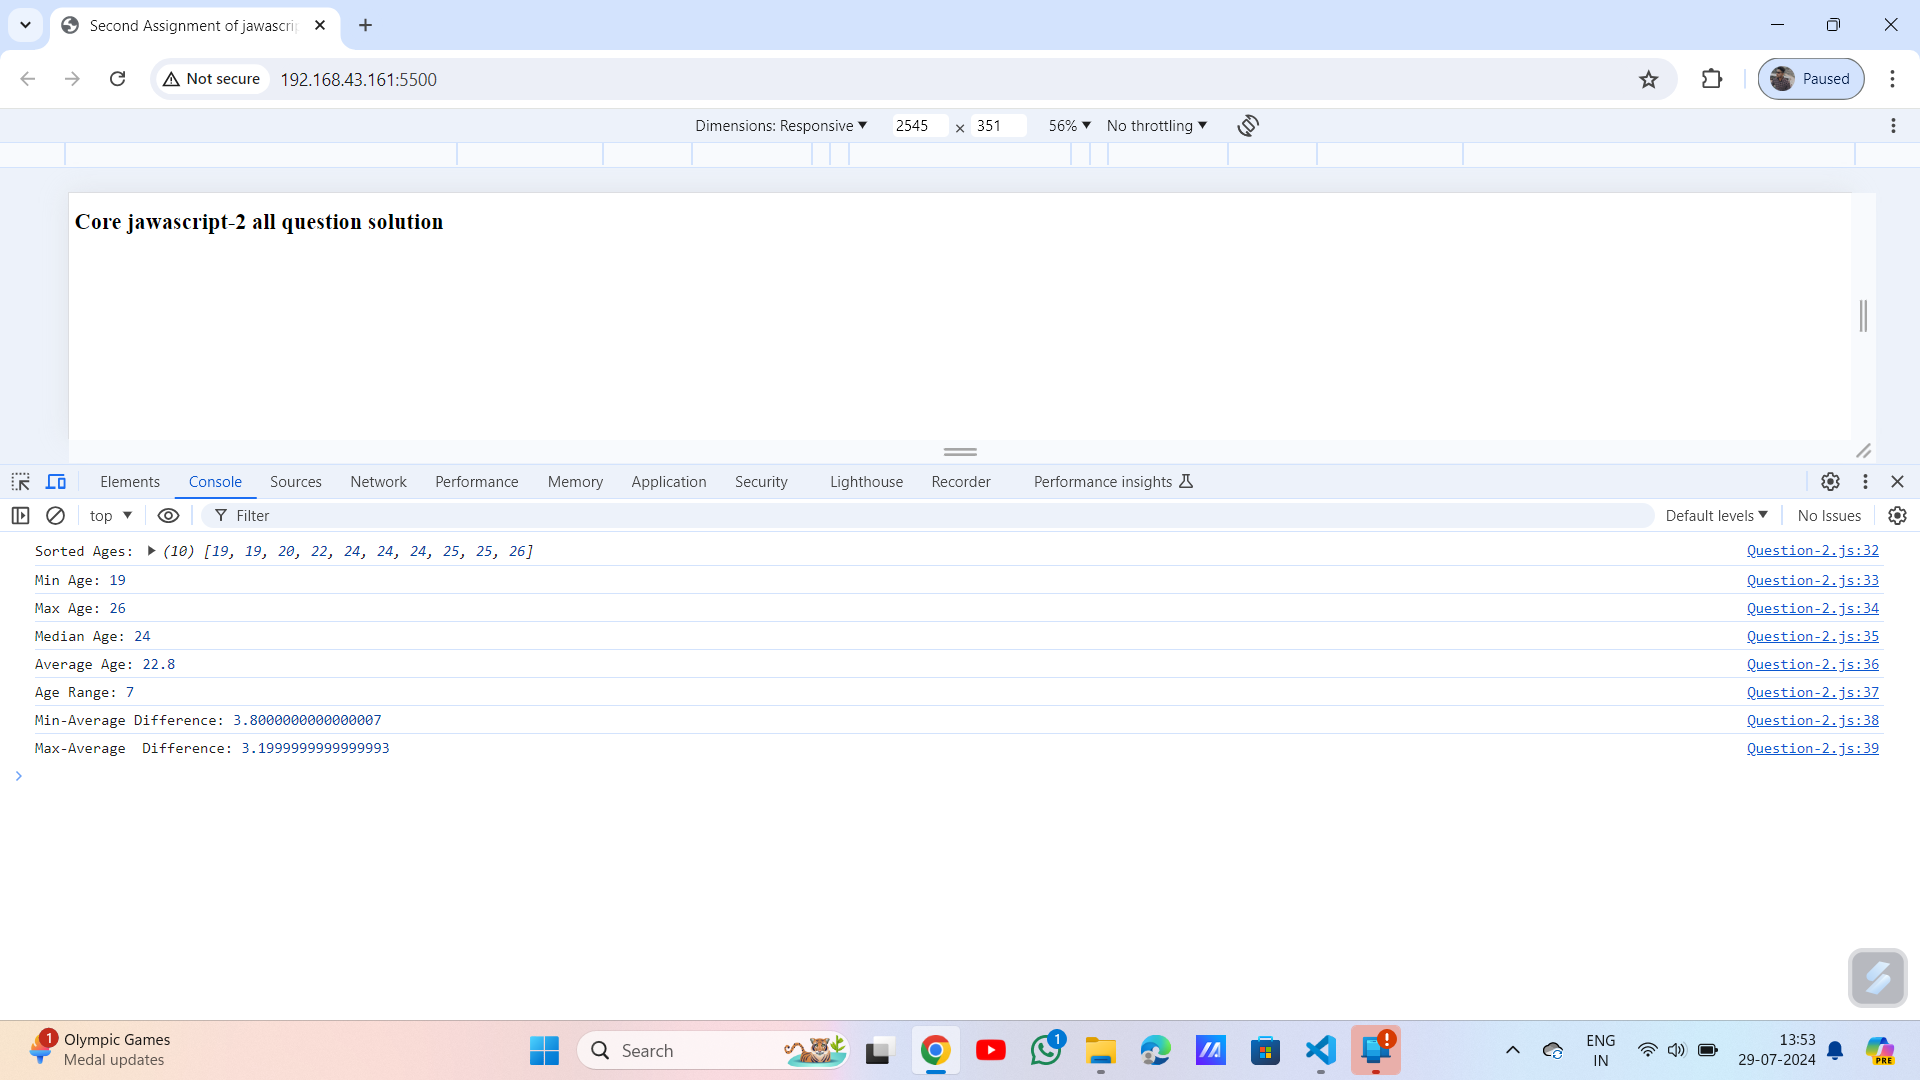 Second Assignment of jawascri
Not secure
192.168.43.161:5500
Paused
Dimensions: Responsive
2545 × 351
56%
No throttling
Core jawascript-2 all question solution
Elements
Console
Sources
Network
Performance
Memory
Application
Security
Lighthouse
Recorder
Performance insights
top
Filter
Default levels
No Issues
Sorted Ages: (10) [19, 19, 20, 22, 24, 24, 24, 25, 25, 26] Question-2.js:32
Min Age: 19 Question-2.js:33
Max Age: 26 Question-2.js:34
Median Age: 24 Question-2.js:35
Average Age: 22.8 Question-2.js:36
Age Range: 7 Question-2.js:37
Min-Average Difference: 3.8000000000000007 Question-2.js:38
Max-Average  Difference: 3.1999999999999993 Question-2.js:39
1
Olympic Games
Medal updates
Search
1
ENG
IN
13:53
29-07-2024
PRE